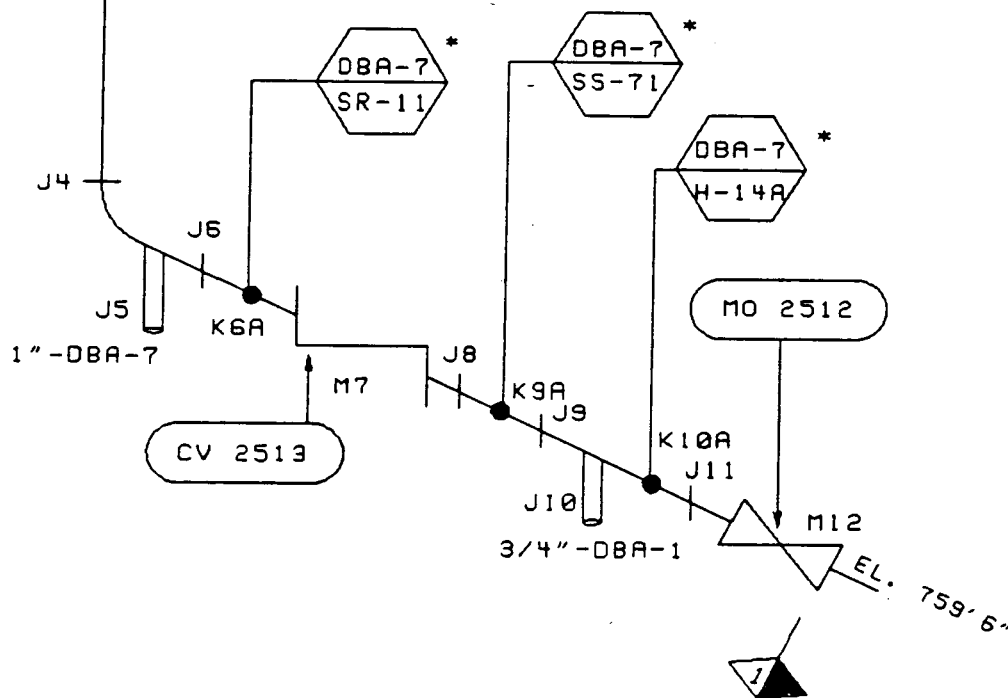 DBA-7 *
SR-11
DBA-7 *
SS-71
DBA-7 *
H-14A
J4
J6
J5
K6A
1"-DBA-7
MO 2512
M7
J8
K9A
J9
CV 2513
K10A
J11
J10
M12
3/4"-DBA-1
EL. 759'6"
1